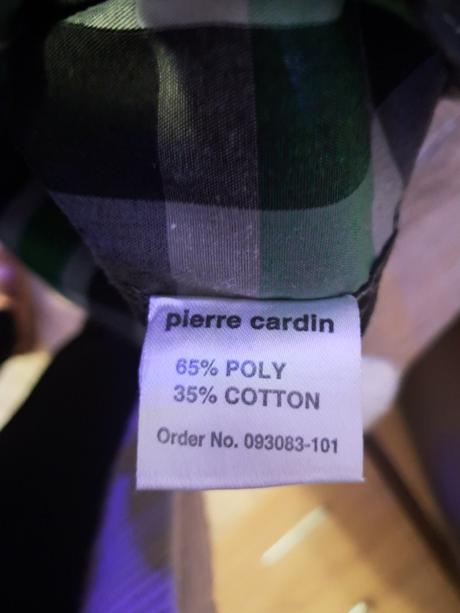 pierre cardin
65% POLY
35% COTTON
Order No. 093083-101